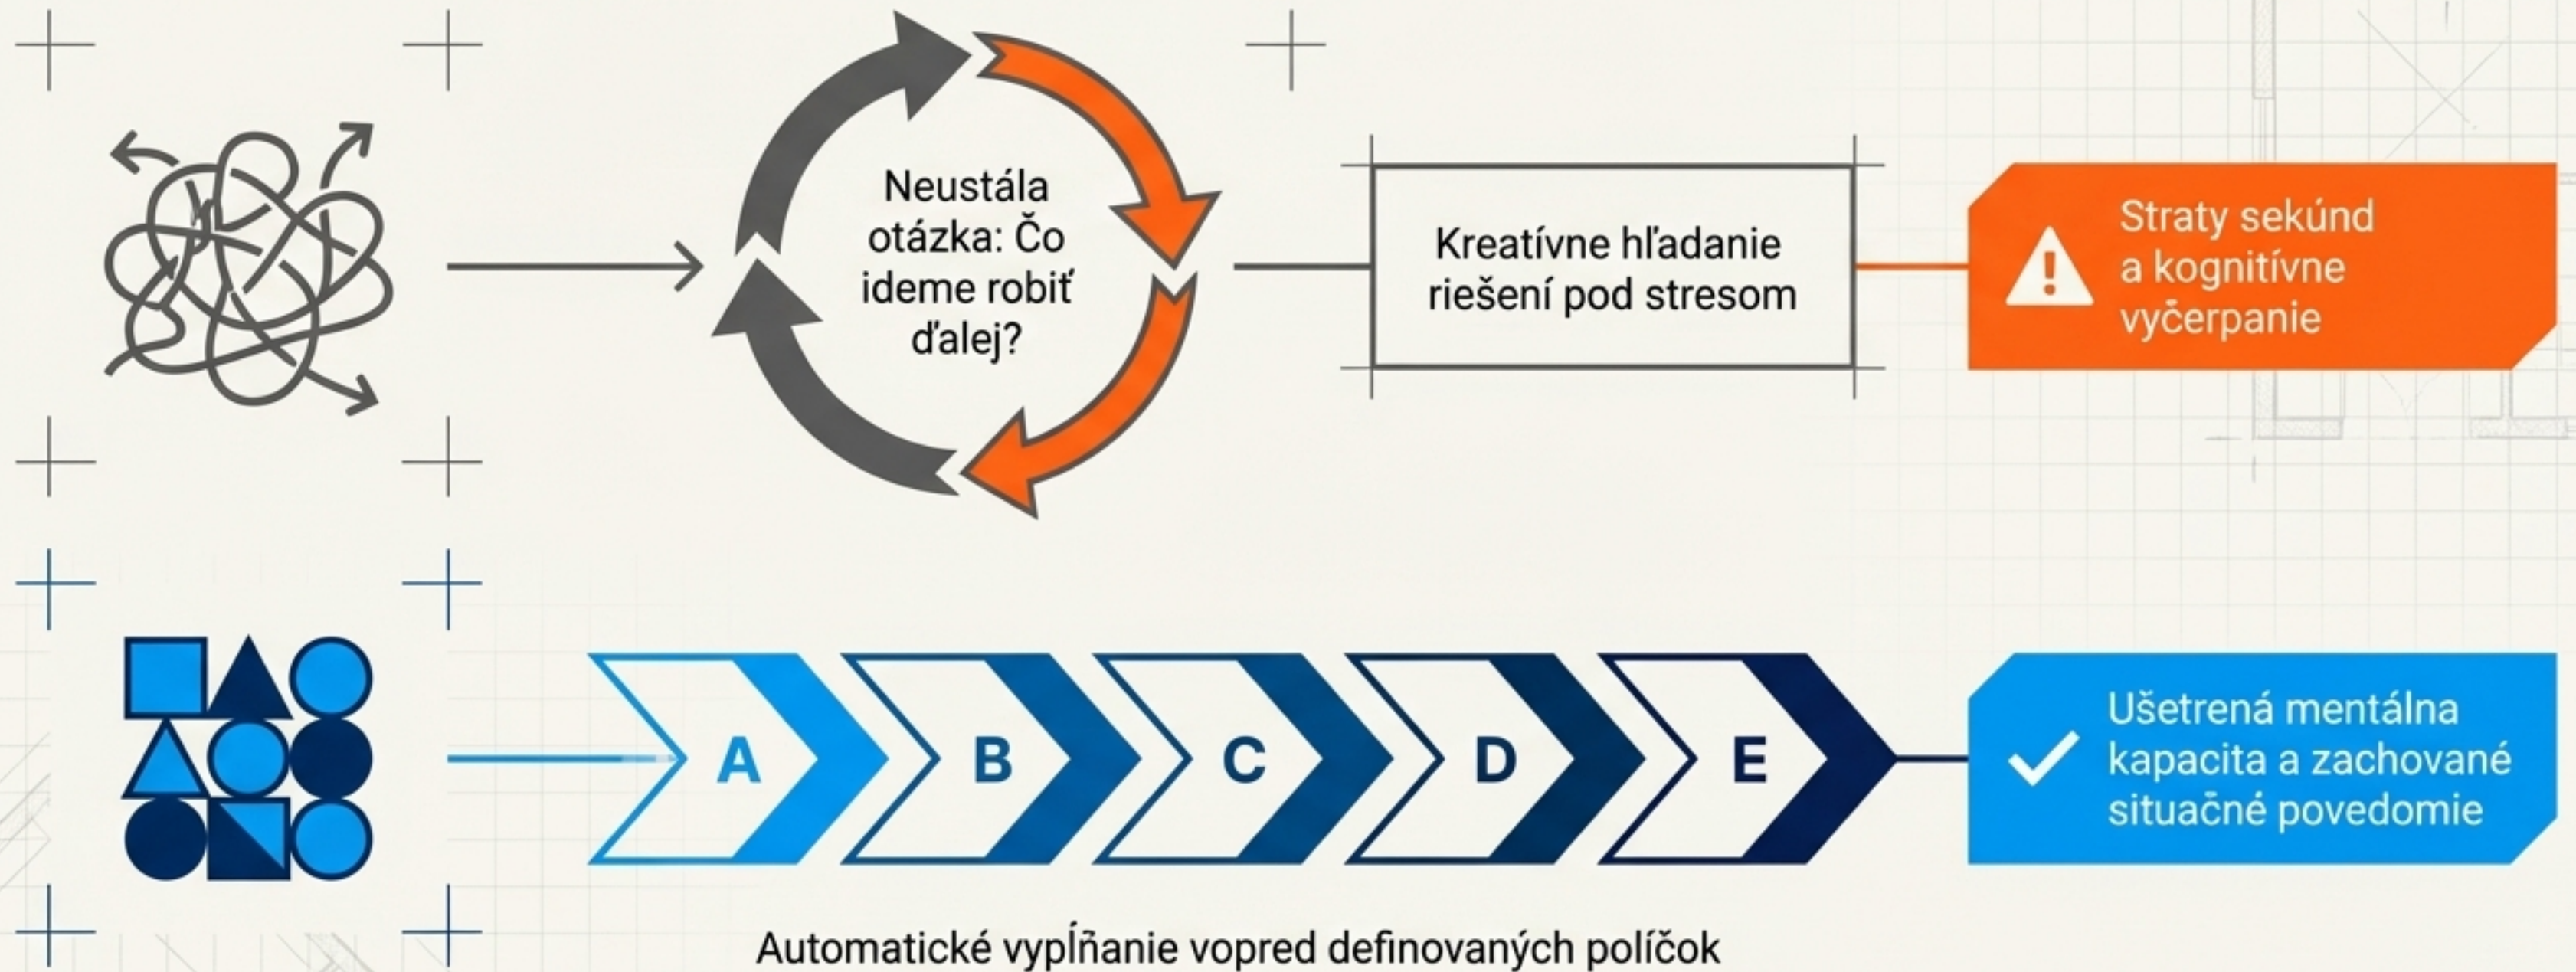 Neustála
otázka: Čo
ideme robiť
ďalej?
Kreatívne hľadanie
riešení pod stresom
Straty sekúnd
a kognitívne
vyčerpanie
A
B
C
D
E
Ušetrená mentálna
kapacita a zachované
situačné povedomie
Automatické vypĺňanie vopred definovaných políčok